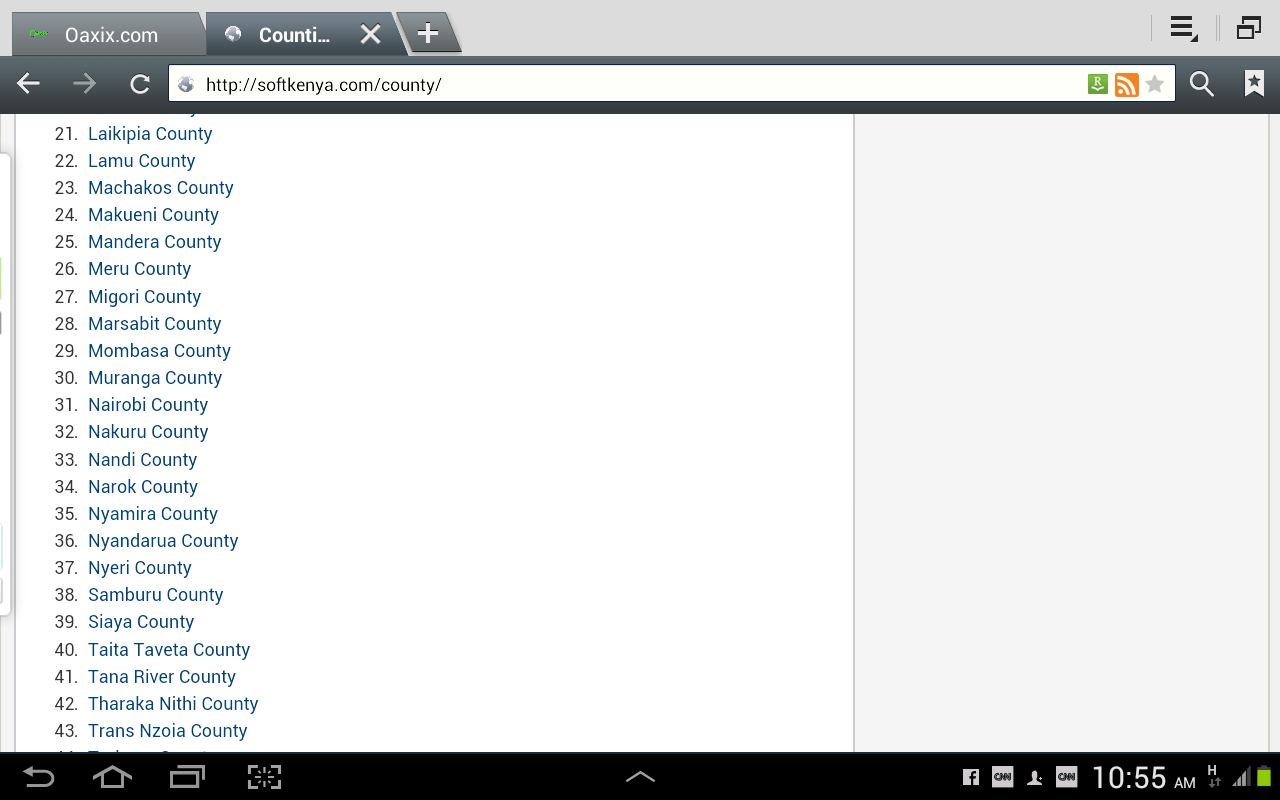 Oaxix.com
Counti...
http://softkenya.com/county/
21. Laikipia County
22. Lamu County
23. Machakos County
24. Makueni County
25. Mandera County
26. Meru County
27. Migori County
28. Marsabit County
29. Mombasa County
30. Muranga County
31. Nairobi County
32. Nakuru County
33. Nandi County
34. Narok County
35. Nyamira County
36. Nyandarua County
37. Nyeri County
38. Samburu County
39. Siaya County
40. Taita Taveta County
41. Tana River County
42. Tharaka Nithi County
43. Trans Nzoia County
CNN CNN 10:55 AM H